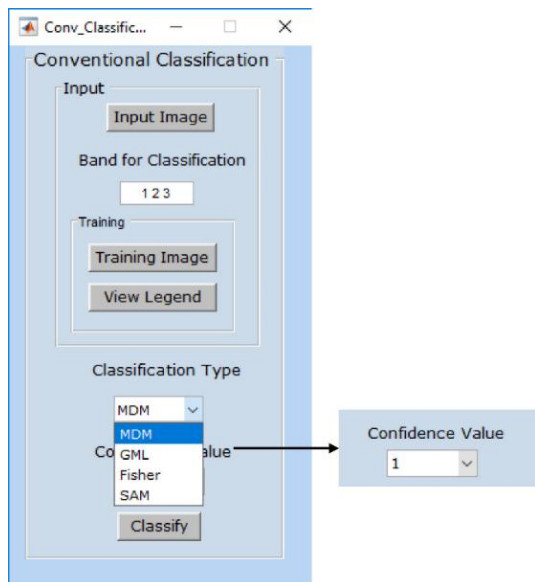 Conv_Classific...
Conventional Classification
Input
Input Image
Band for Classification
1 2 3
Training
Training Image
View Legend
Classification Type
MDM
MDM
GML
Co alue
Fisher
SAM
Classify
Confidence Value
1